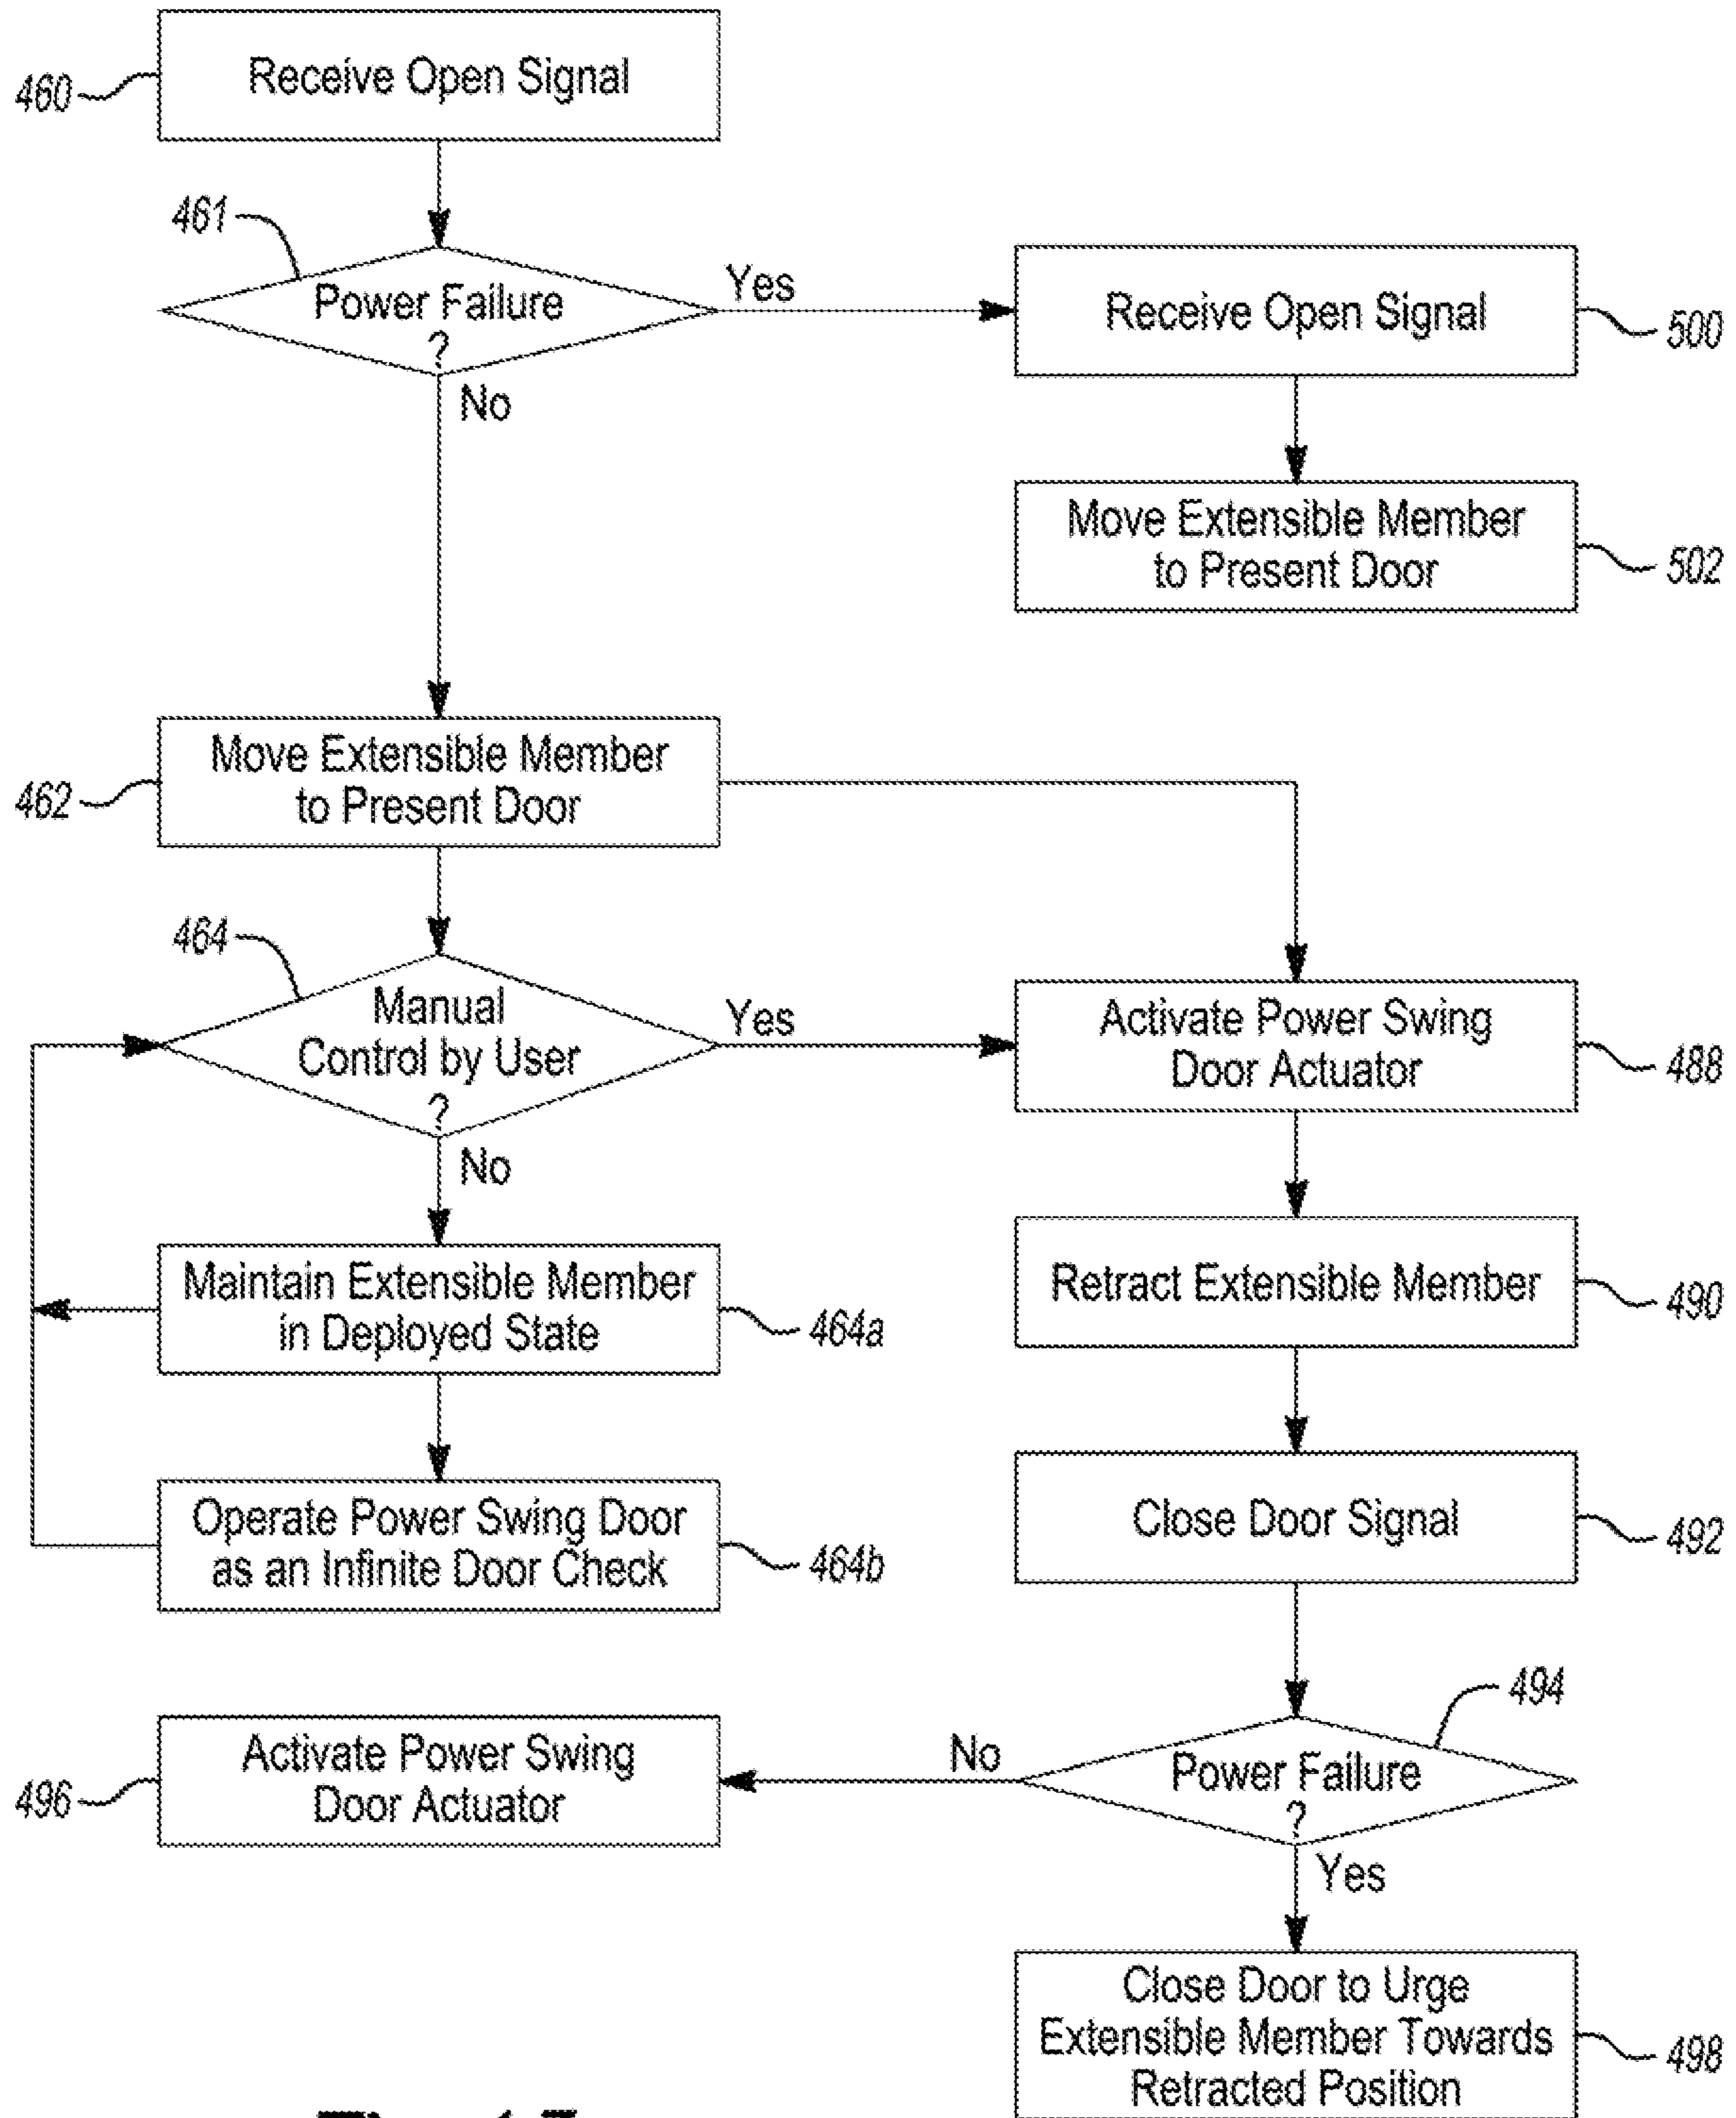 460
Receive Open Signal
461
Power Failure
?
Yes
No
Receive Open Signal
500
Move Extensible Member
to Present Door
502
462
Move Extensible Member
to Present Door
464
Manual
Control by User
?
Yes
No
Activate Power Swing
Door Actuator
488
Maintain Extensible Member
in Deployed State
464a
Retract Extensible Member
490
Operate Power Swing Door
as an Infinite Door Check
464b
Close Door Signal
492
494
Power Failure
?
No
Yes
496
Activate Power Swing
Door Actuator
Close Door to Urge
Extensible Member Towards
Retracted Position
498